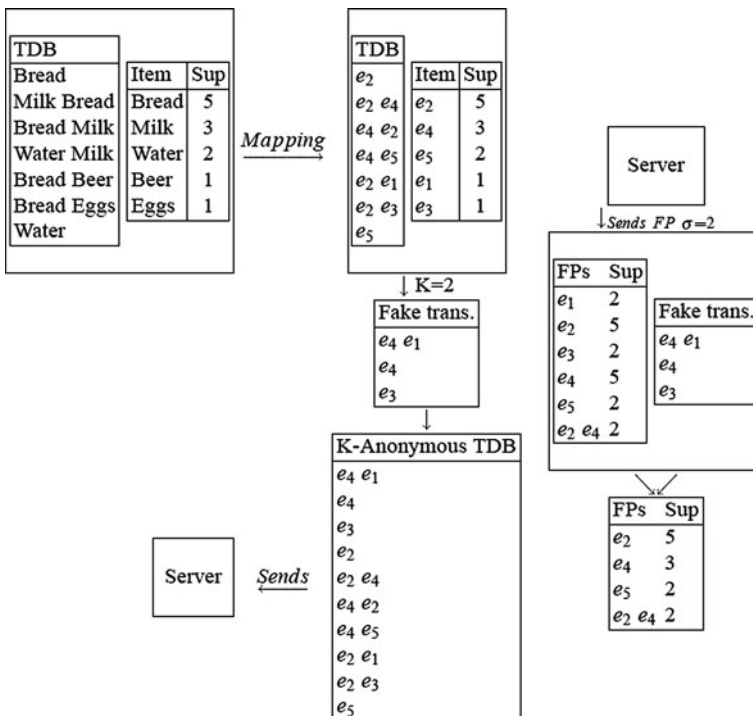 TDB
Bread
Milk Bread
Bread Milk
Water Milk
Bread Beer
Bread Eggs
Water
Item Sup
Bread 5
Milk 3
Water 2
Beer 1
Eggs 1
Mapping
TDB
e2
e2 e4
e4 e2
e4 e5
e2 e1
e2 e3
e5
Item Sup
e2 5
e4 3
e5 2
e1 1
e3 1
K=2
Fake trans.
e4 e1
e4
e3
K-Anonymous TDB
e4 e1
e4
e3
e2
e2 e4
e4 e2
e4 e5
e2 e1
e2 e3
e5
Sends
Server
Server
Sends FP σ=2
FPs Sup
e1 2
e2 5
e3 2
e4 5
e5 2
e2 e4 2
Fake trans.
e4 e1
e4
e3
FPs Sup
e2 5
e4 3
e5 2
e2 e4 2